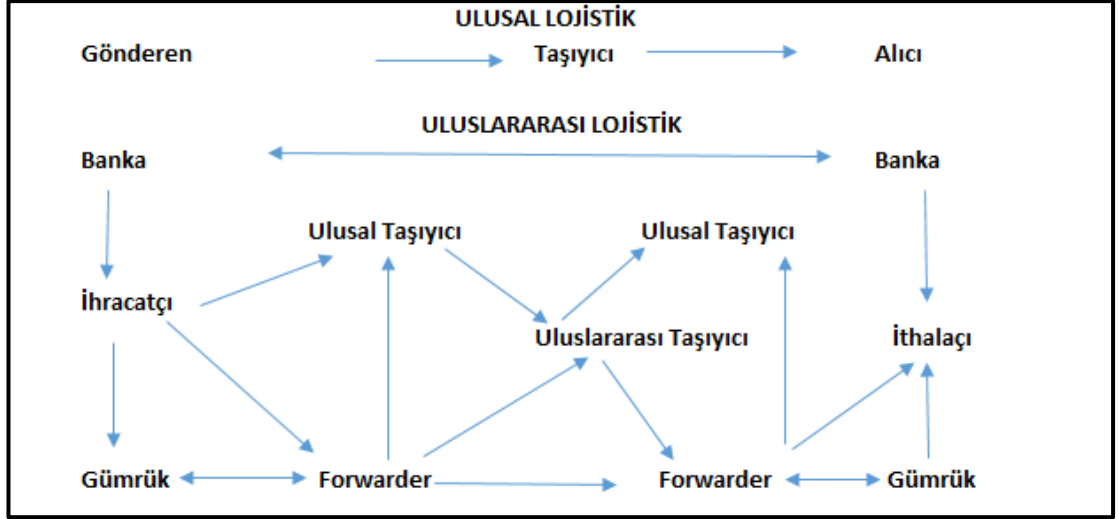 ULUSAL LOJİSTİK
Gönderen Taşıyıcı Alıcı
ULUSLARARASI LOJİSTİK
Banka Banka
Ulusal Taşıyıcı Ulusal Taşıyıcı
İhracatçı
Uluslararası Taşıyıcı İthalaçı
Gümrük Forwarder Forwarder Gümrük